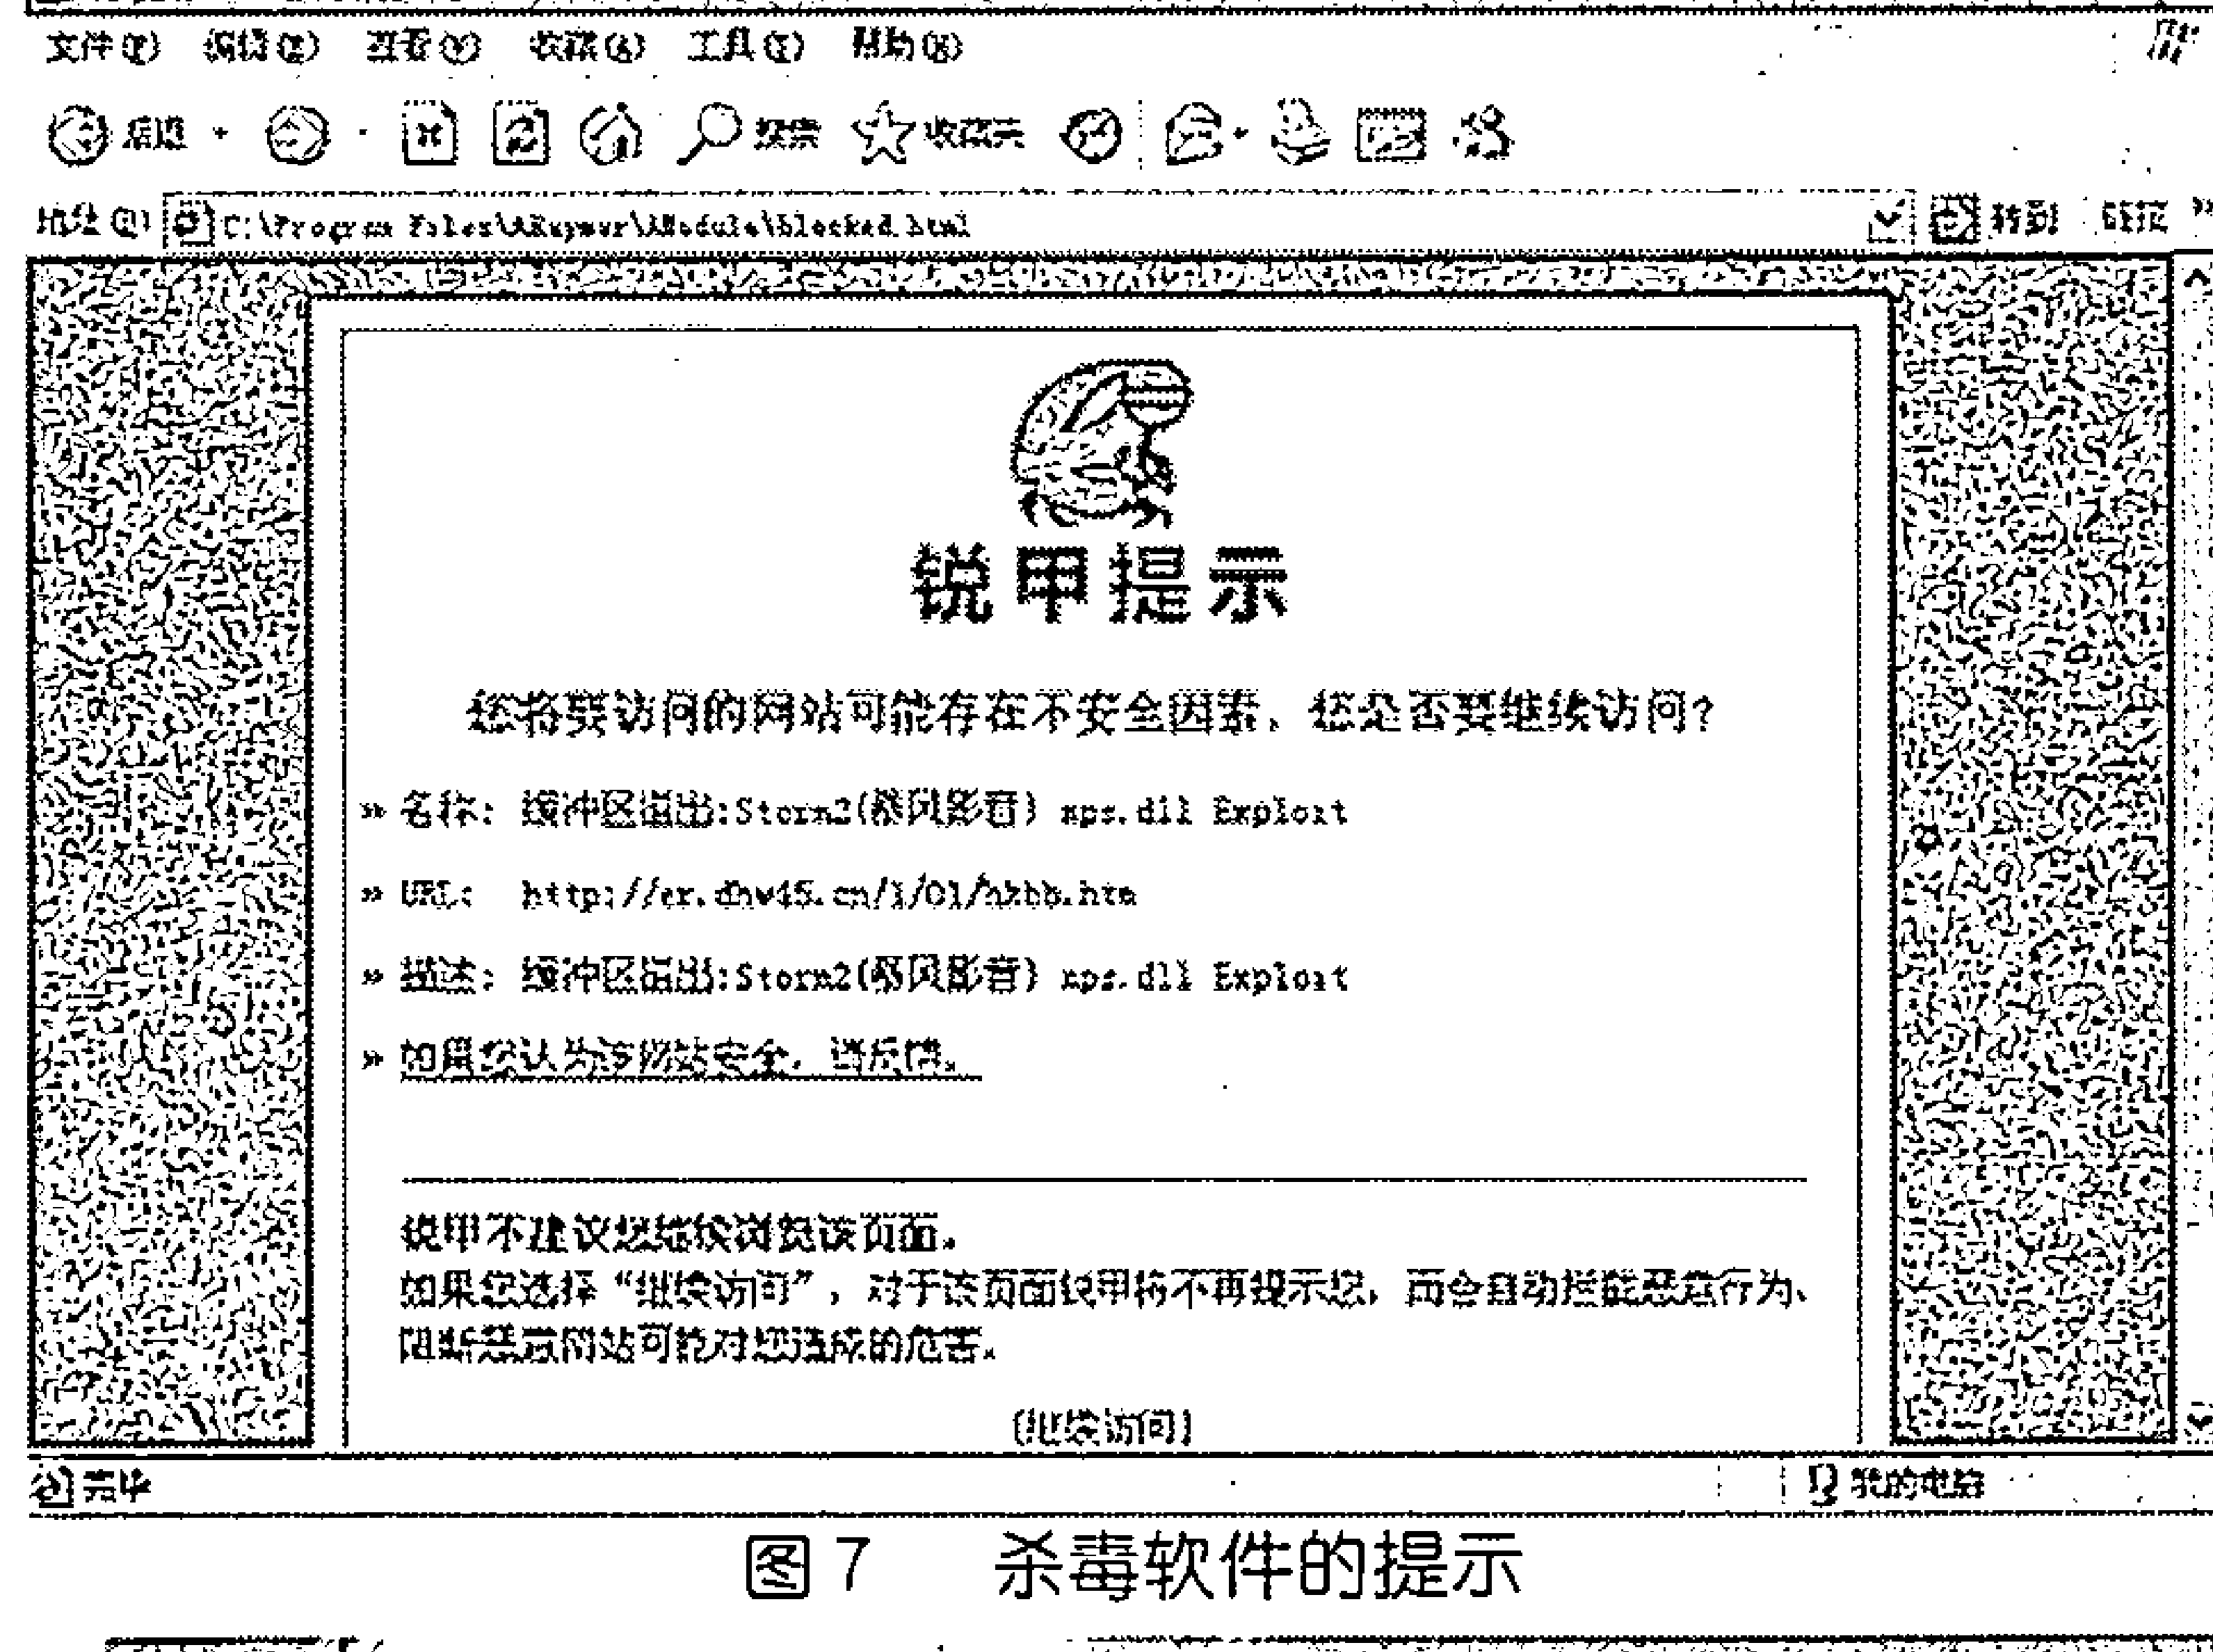 文件(F) 编辑(E) 查看(V) 收藏(A) 工具(T) 帮助(H)
后退 搜索 收藏夹
地址(D) C:\Program Files\ARaymor\AModule\blocked.html 转到 链接 »
锐甲提示
您将要访问的网站可能存在不安全因素，您是否要继续访问?
» 名称: 缓冲区溢出:Storm2(暴风影音) mps.dll Exploit
» URL:
» 描述: 缓冲区溢出:Storm2(暴风影音) mps.dll Exploit
» 如果您认为该网站安全，请反馈。
锐甲不建议您继续浏览该页面。
如果您选择“继续访问”，对于该页面锐甲将不再提示您，而会自动拦截恶意行为、
阻断恶意网站可能对您造成的危害。
[继续访问]
完毕 我的电脑
图7 杀毒软件的提示